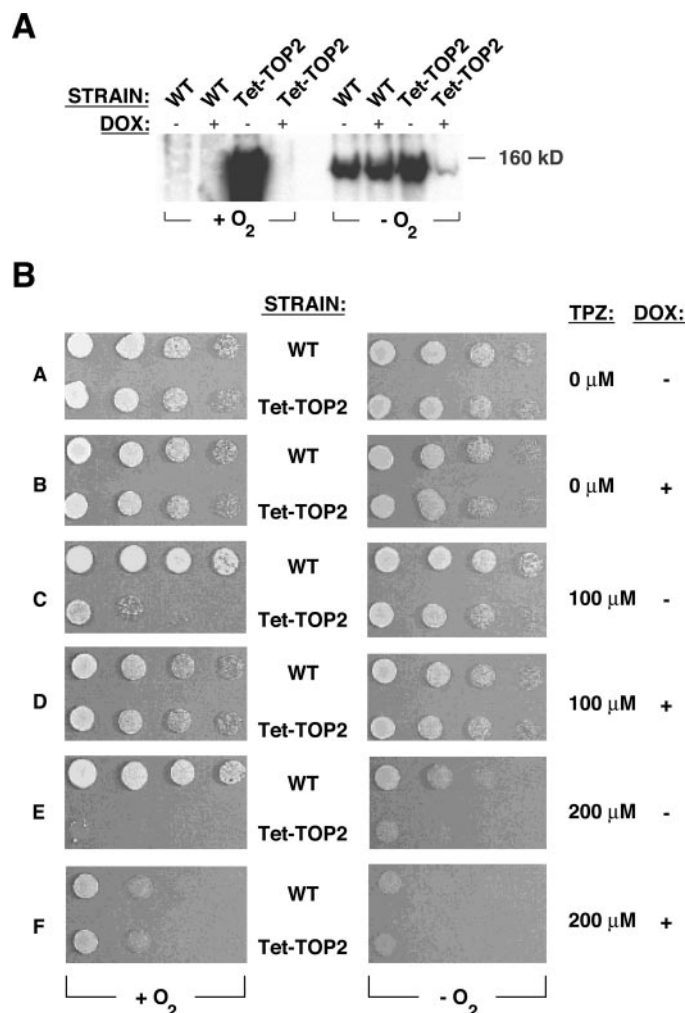 A
STRAIN: WT WT Tet-TOP2 Tet-TOP2 WT WT Tet-TOP2 Tet-TOP2
DOX: - + - + - + - +
160 kD
+ O2 - O2
B
STRAIN: TPZ: DOX:
A WT 0 µM -
Tet-TOP2
B WT 0 µM +
Tet-TOP2
C WT 100 µM -
Tet-TOP2
D WT 100 µM +
Tet-TOP2
E WT 200 µM -
Tet-TOP2
F WT 200 µM +
Tet-TOP2
+ O2 - O2